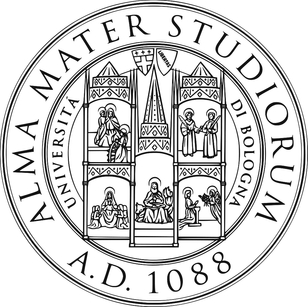 ALMA MATER STUDIORUM
A.D. 1088
UNIVERSITÀ
DI BOLOGNA